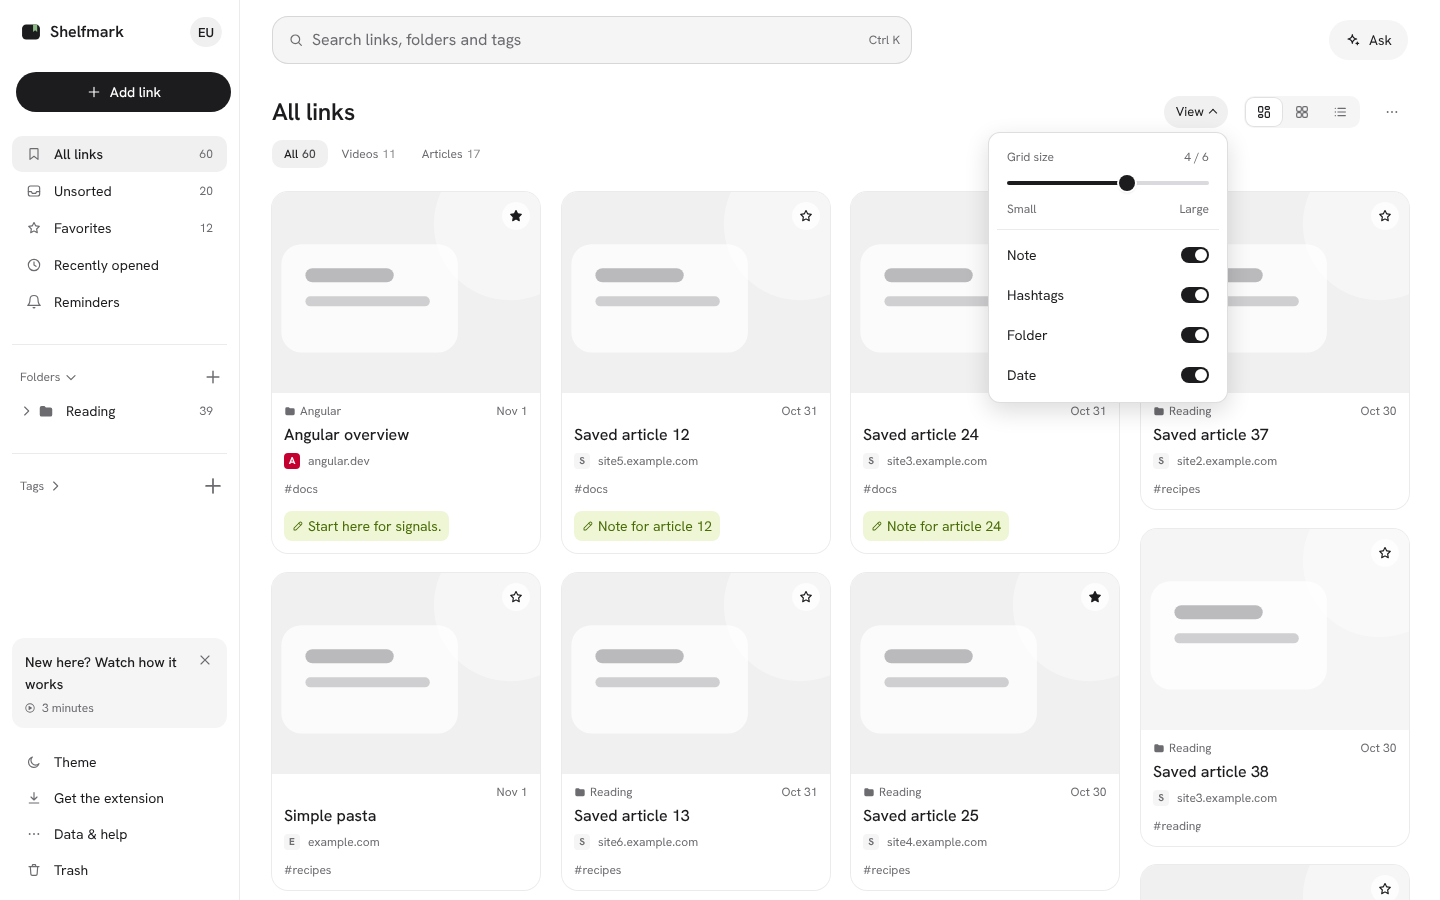 Shelfmark
EU
Add link
All links 60
Unsorted 20
Favorites 12
Recently opened
Reminders
Folders
Reading 39
Tags
New here? Watch how it
works
3 minutes
Theme
Get the extension
Data & help
Trash
Search links, folders and tags
Ctrl K
Ask
All links
View
All 60
Videos 11
Articles 17
Grid size
4 / 6
Small
Large
Note
Hashtags
Folder
Date
Angular
Nov 1
Angular overview
A
angular.dev
#docs
Start here for signals.
Oct 31
Saved article 12
S
site5.example.com
#docs
Note for article 12
Oct 31
Saved article 24
S
site3.example.com
#docs
Note for article 24
Reading
Oct 30
Saved article 37
S
site2.example.com
#recipes
Nov 1
Simple pasta
E
example.com
#recipes
Reading
Oct 31
Saved article 13
S
site6.example.com
#recipes
Reading
Oct 30
Saved article 25
S
site4.example.com
#recipes
Reading
Oct 30
Saved article 38
S
site3.example.com
#reading